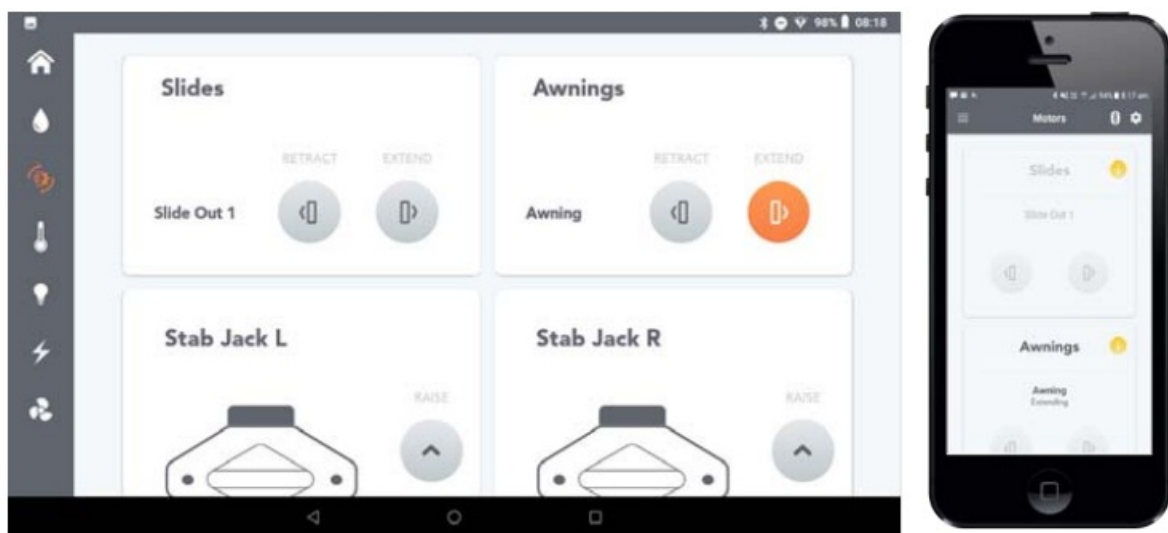 98% 08:18
Slides
RETRACT EXTEND
Slide Out 1
Awnings
RETRACT EXTEND
Awning
Stab Jack L
RAISE
Stab Jack R
RAISE
Motors
Slides
Slide Out 1
Awnings
Awning
Extending